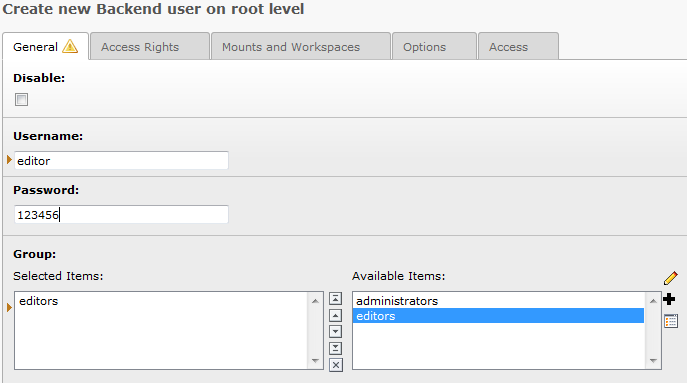 Create new Backend user on root level
General
Access Rights
Mounts and Workspaces
Options
Access
Disable:
Username:
editor
Password:
123456
Group:
Selected Items:
Available Items:
editors
administrators
editors